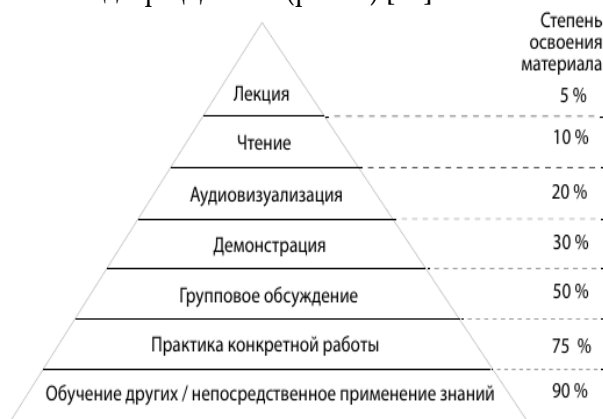 Степень
освоения
материала
Лекция 5 %
Чтение 10 %
Аудиовизуализация 20 %
Демонстрация 30 %
Групповое обсуждение 50 %
Практика конкретной работы 75 %
Обучение других / непосредственное применение знаний 90 %